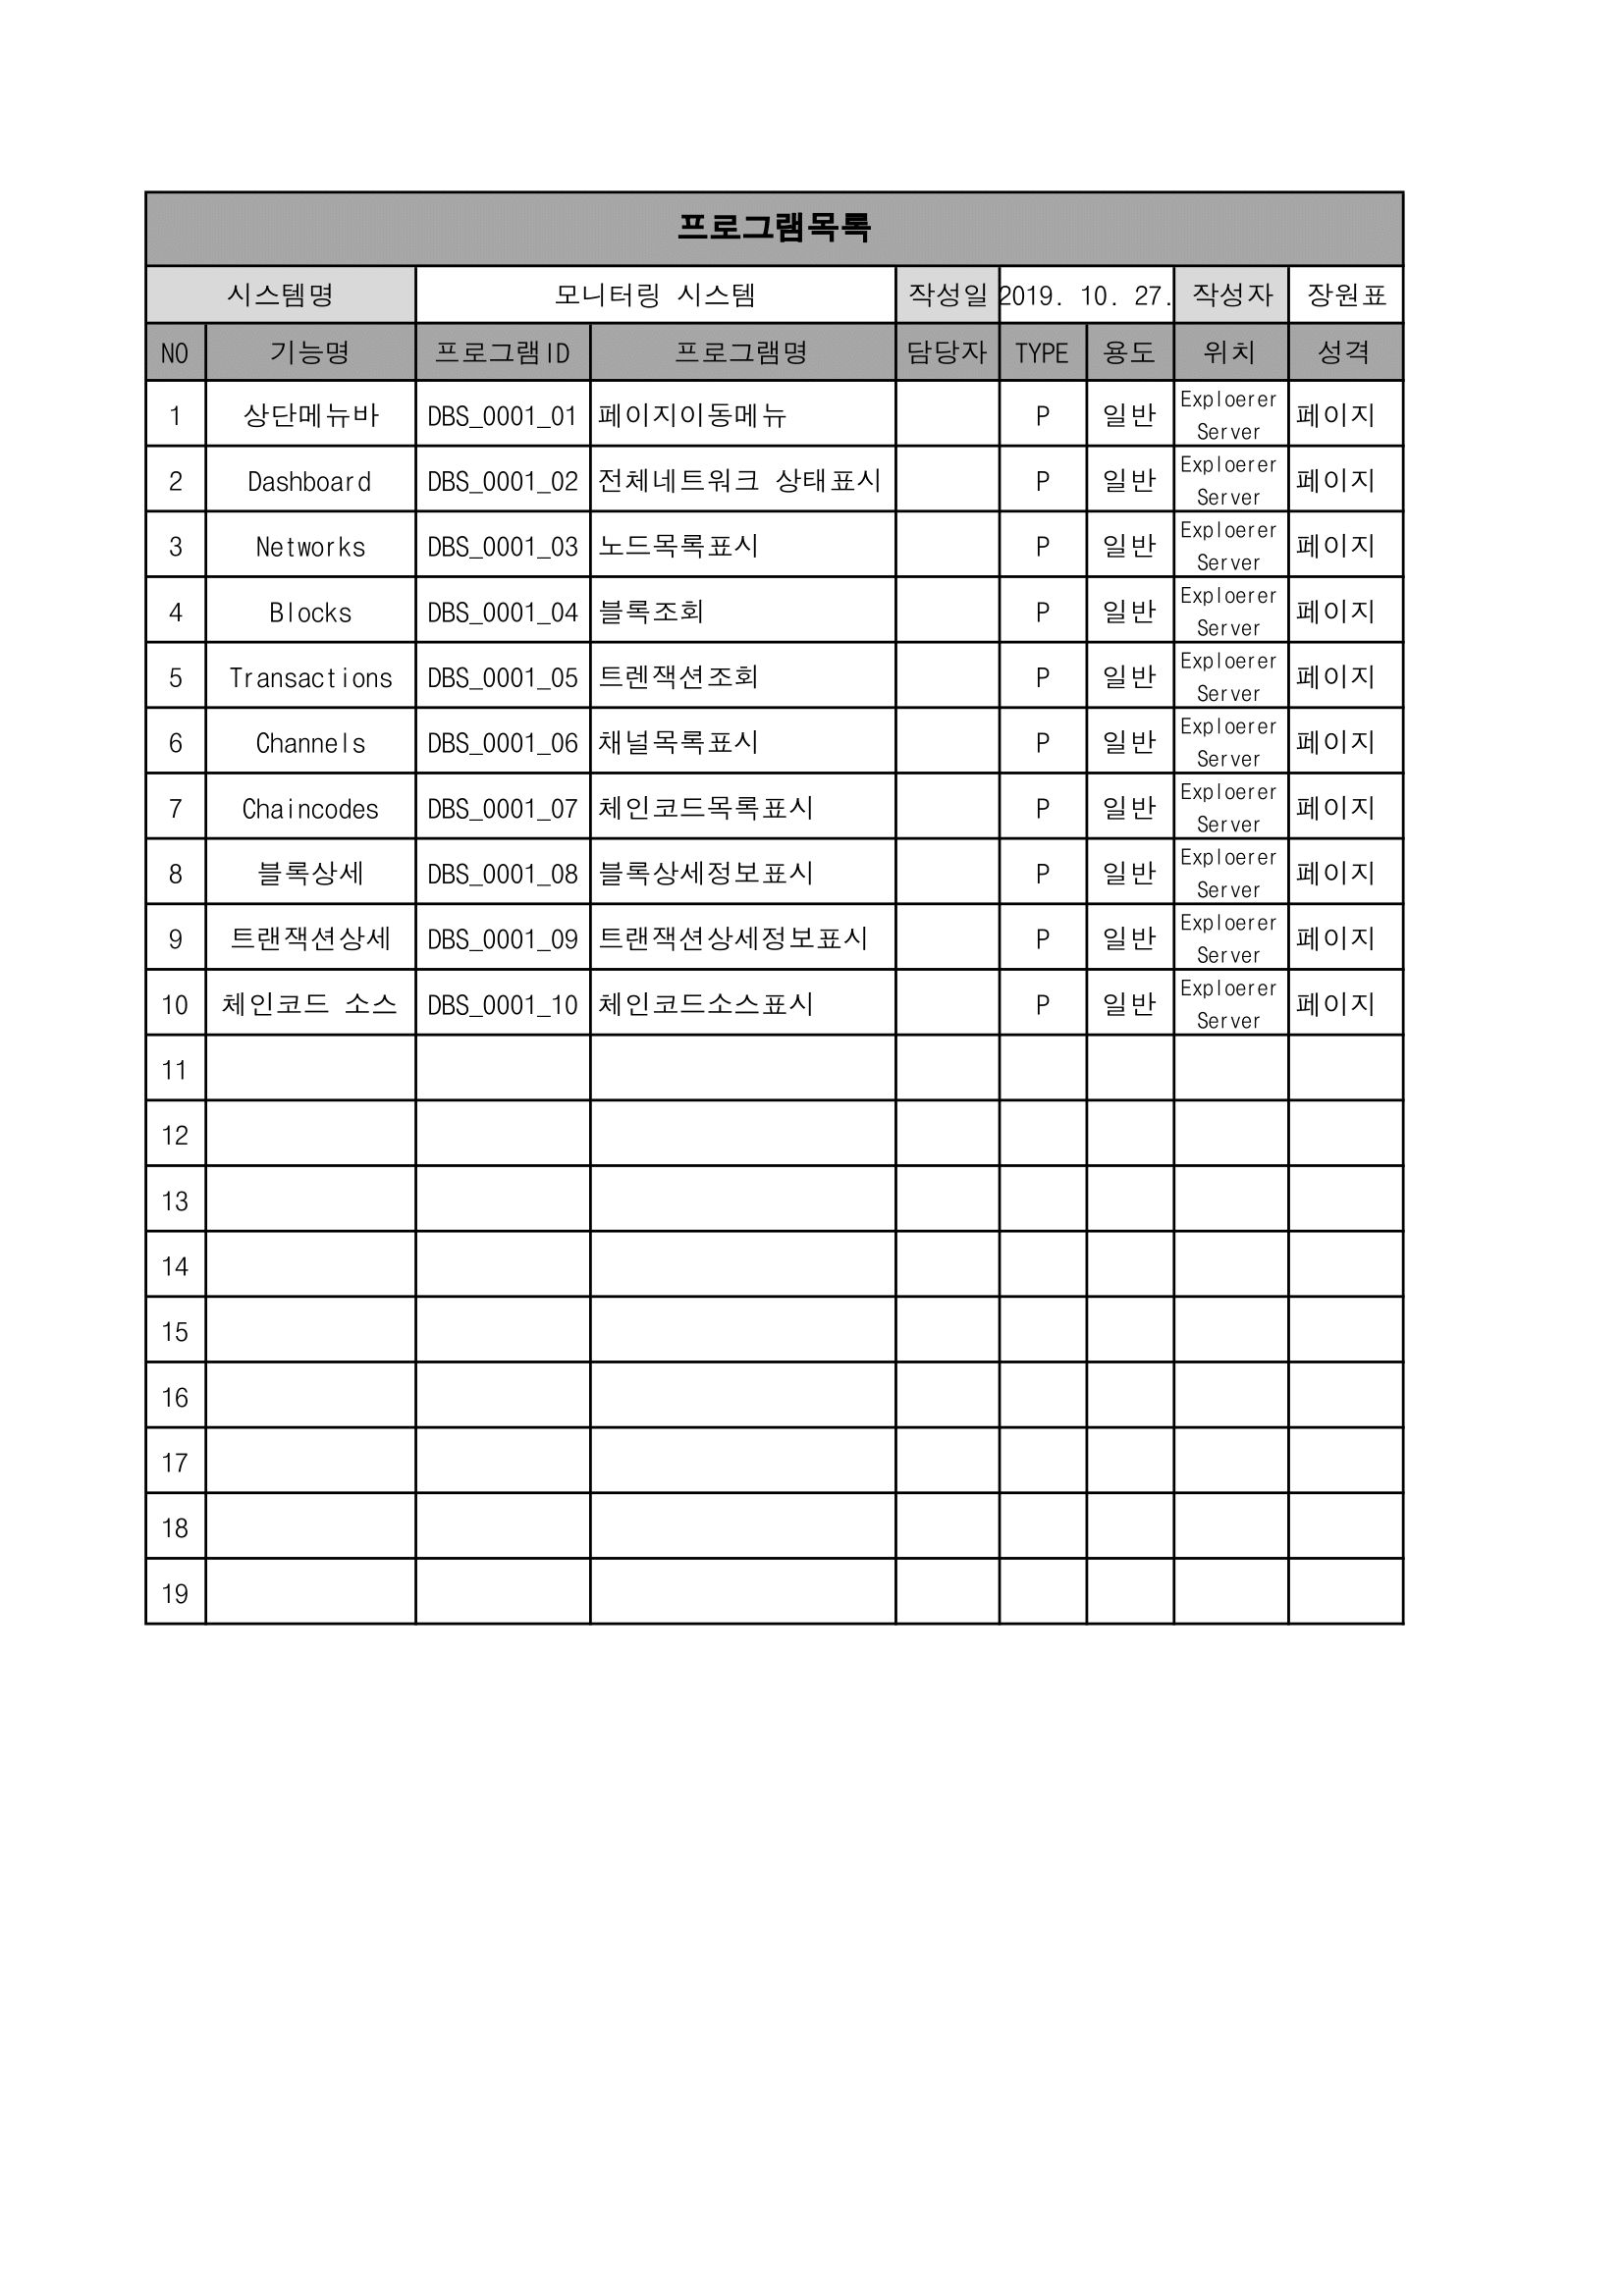 프로그램목록
시스템명 모니터링 시스템 작성일 2019. 10. 27. 작성자 장원표
NO 기능명 프로그램ID 프로그램명 담당자 TYPE 용도 위치 성격
1 상단메뉴바 DBS_0001_01 페이지이동메뉴 P 일반 Exploerer Server 페이지
2 Dashboard DBS_0001_02 전체네트워크 상태표시 P 일반 Exploerer Server 페이지
3 Networks DBS_0001_03 노드목록표시 P 일반 Exploerer Server 페이지
4 Blocks DBS_0001_04 블록조회 P 일반 Exploerer Server 페이지
5 Transactions DBS_0001_05 트렌잭션조회 P 일반 Exploerer Server 페이지
6 Channels DBS_0001_06 채널목록표시 P 일반 Exploerer Server 페이지
7 Chaincodes DBS_0001_07 체인코드목록표시 P 일반 Exploerer Server 페이지
8 블록상세 DBS_0001_08 블록상세정보표시 P 일반 Exploerer Server 페이지
9 트랜잭션상세 DBS_0001_09 트랜잭션상세정보표시 P 일반 Exploerer Server 페이지
10 체인코드 소스 DBS_0001_10 체인코드소스표시 P 일반 Exploerer Server 페이지
11
12
13
14
15
16
17
18
19